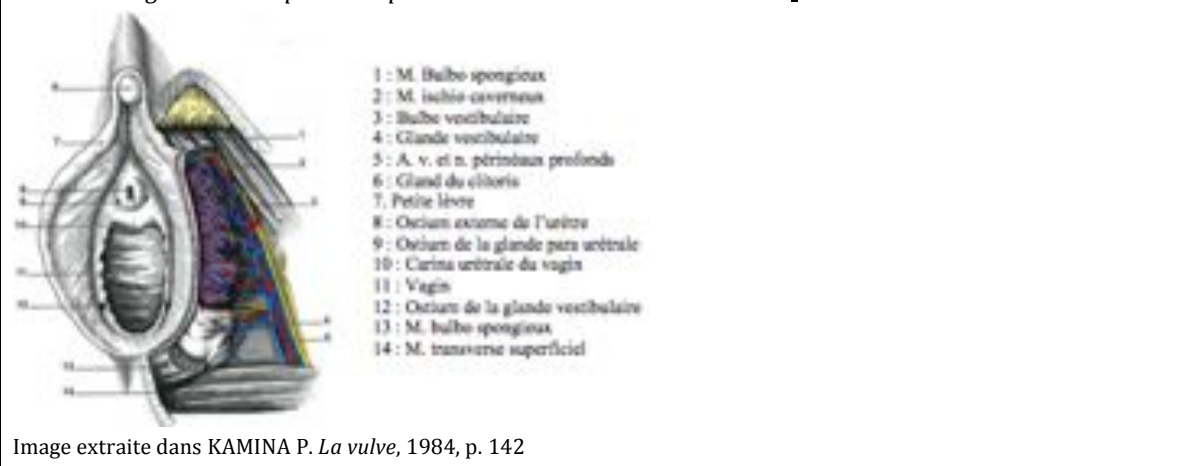 1 : M. Bulbo spongieux
2 : M. ischio caverneux
3 : Bulbe vestibulaire
4 : Glande vestibulaire
5 : A. v. et n. périnéaux profonds
6 : Gland du clitoris
7. Petite lèvre
8 : Ostium externe de l'urètre
9 : Ostium de la glande para urétrale
10 : Carina urétrale du vagin
11 : Vagin
12 : Ostium de la glande vestibulaire
13 : M. bulbo spongieux
14 : M. transverse superficiel
Image extraite dans KAMINA P. La vulve, 1984, p. 142